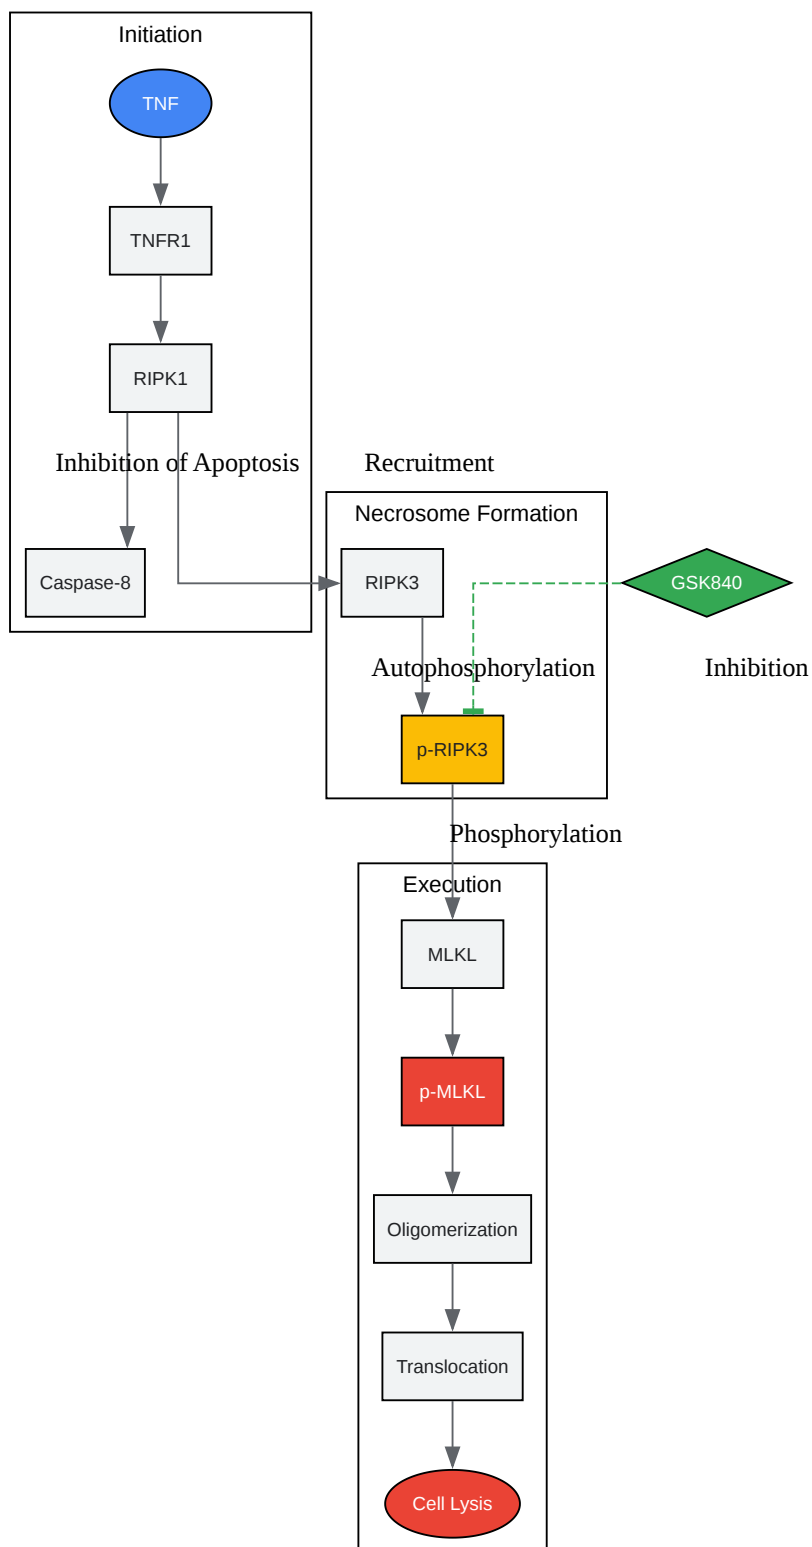 Initiation
TNF
TNFR1
RIPK1
Inhibition of Apoptosis
Recruitment
Necrosome Formation
Caspase-8
RIPK3
GSK840
Autophosphorylation
Inhibition
p-RIPK3
Phosphorylation
Execution
MLKL
p-MLKL
Oligomerization
Translocation
Cell Lysis